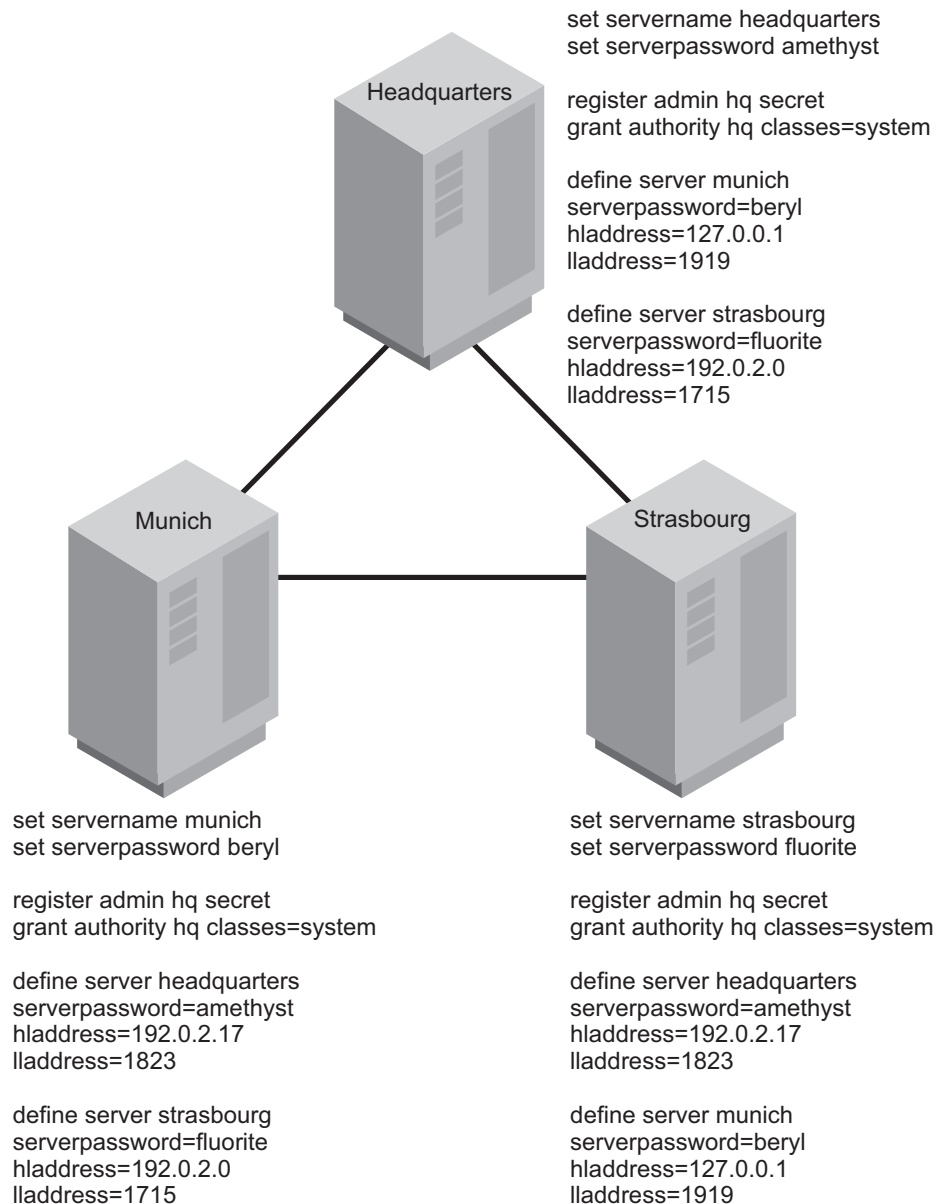 set servername headquarters
set serverpassword amethyst
Headquarters
register admin hq secret
grant authority hq classes=system
define server munich
serverpassword=beryl
hladdress=127.0.0.1
lladdress=1919
define server strasbourg
serverpassword=fluorite
hladdress=192.0.2.0
lladdress=1715
Munich
Strasbourg
set servername munich
set serverpassword beryl
register admin hq secret
grant authority hq classes=system
define server headquarters
serverpassword=amethyst
hladdress=192.0.2.17
lladdress=1823
define server strasbourg
serverpassword=fluorite
hladdress=192.0.2.0
lladdress=1715
set servername strasbourg
set serverpassword fluorite
register admin hq secret
grant authority hq classes=system
define server headquarters
serverpassword=amethyst
hladdress=192.0.2.17
lladdress=1823
define server munich
serverpassword=beryl
hladdress=127.0.0.1
lladdress=1919